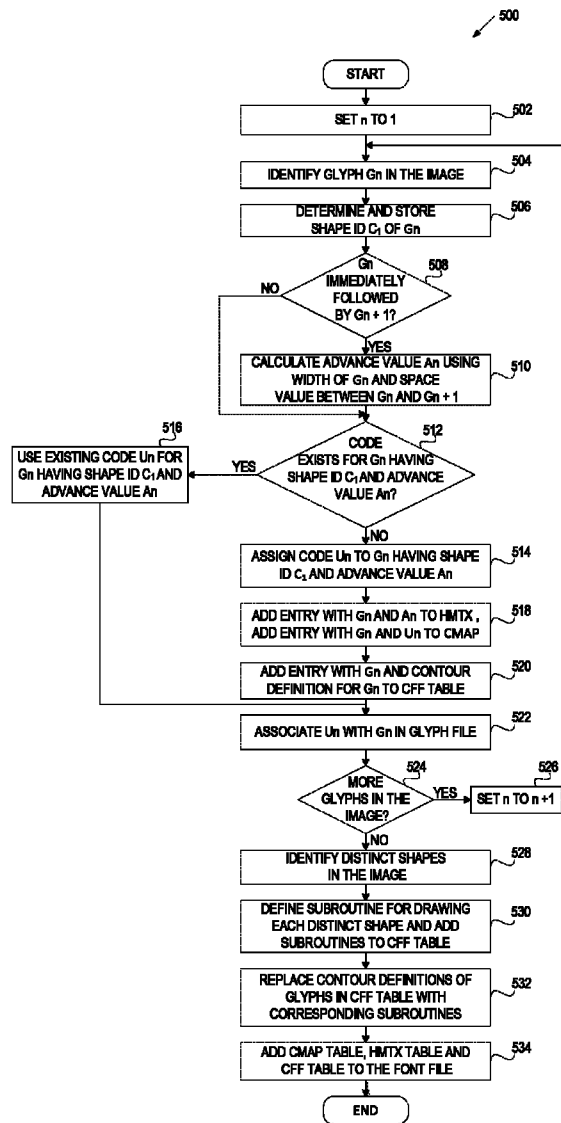 500
START
SET n TO 1
502
IDENTIFY GLYPH Gn IN THE IMAGE
504
DETERMINE AND STORE
SHAPE ID C₁ OF Gn
506
Gn
IMMEDIATELY
FOLLOWED
BY Gn + 1?
508
NO
YES
CALCULATE ADVANCE VALUE An USING
WIDTH OF Gn AND SPACE
VALUE BETWEEN Gn AND Gn + 1
510
CODE
EXISTS FOR Gn HAVING
SHAPE ID C₁ AND ADVANCE
VALUE An?
512
516
USE EXISTING CODE Un FOR
Gn HAVING SHAPE ID C₁ AND
ADVANCE VALUE An
YES
NO
ASSIGN CODE Un TO Gn HAVING SHAPE
ID C₁ AND ADVANCE VALUE An
514
ADD ENTRY WITH Gn AND An TO HMTX ,
ADD ENTRY WITH Gn AND Un TO CMAP
518
ADD ENTRY WITH Gn AND CONTOUR
DEFINITION FOR Gn TO CFF TABLE
520
ASSOCIATE Un WITH Gn IN GLYPH FILE
522
MORE
GLYPHS IN THE
IMAGE?
524
YES
SET n TO n +1
526
NO
IDENTIFY DISTINCT SHAPES
IN THE IMAGE
528
DEFINE SUBROUTINE FOR DRAWING
EACH DISTINCT SHAPE AND ADD
SUBROUTINES TO CFF TABLE
530
REPLACE CONTOUR DEFINITIONS OF
GLYPHS IN CFF TABLE WITH
CORRESPONDING SUBROUTINES
532
ADD CMAP TABLE, HMTX TABLE AND
CFF TABLE TO THE FONT FILE
534
END